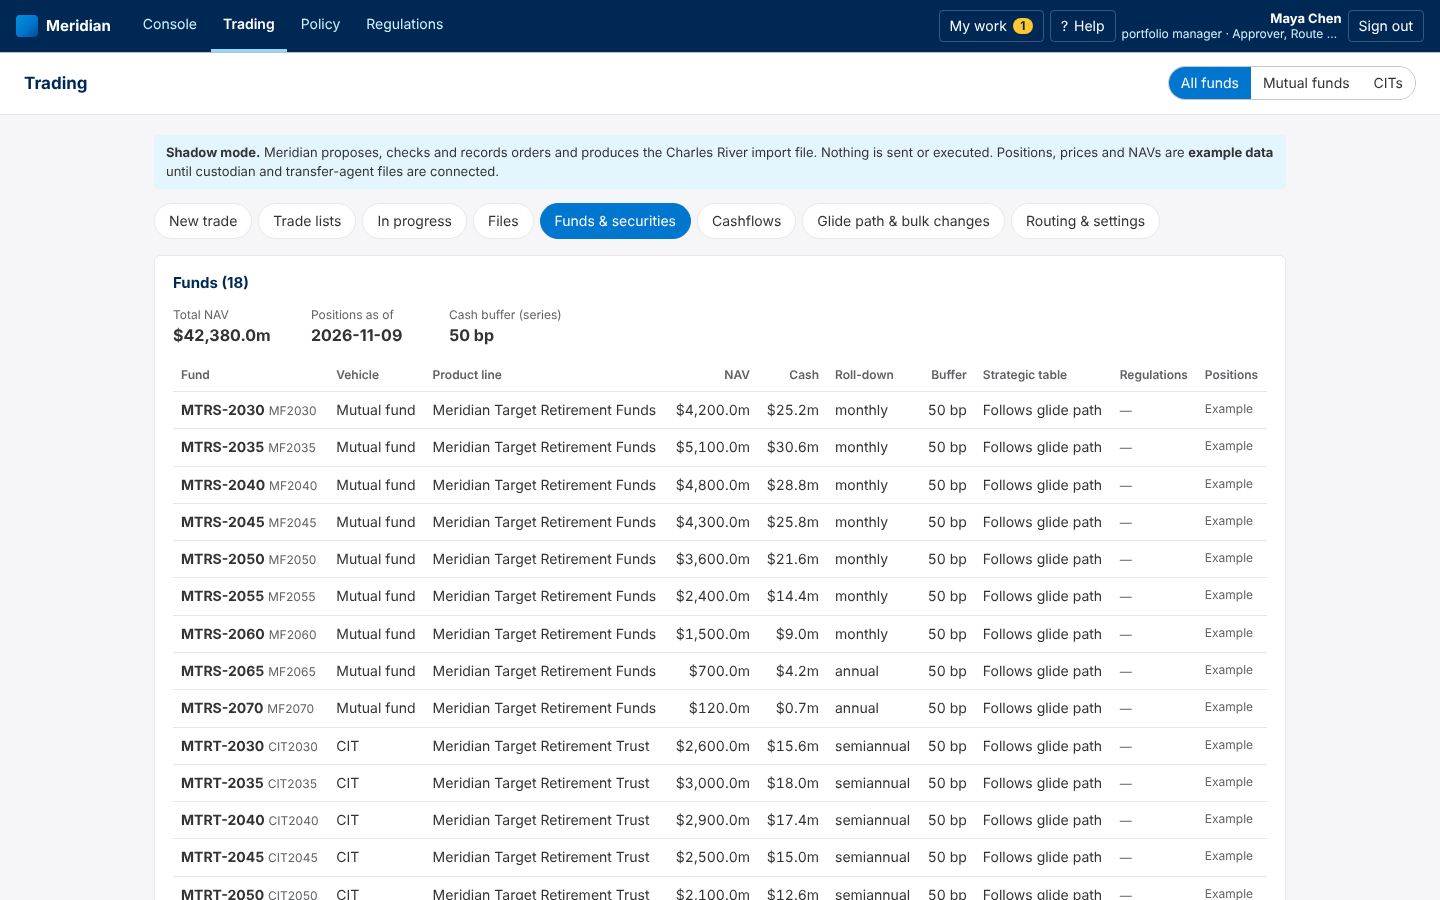 Meridian Console Trading Policy Regulations My work 1 ? Help Maya Chen Sign out
portfolio manager · Approver, Route ...
Trading All funds Mutual funds CITs
Shadow mode. Meridian proposes, checks and records orders and produces the Charles River import file. Nothing is sent or executed. Positions, prices and NAVs are example data
until custodian and transfer-agent files are connected.
New trade Trade lists In progress Files Funds & securities Cashflows Glide path & bulk changes Routing & settings
Funds (18)
Total NAV Positions as of Cash buffer (series)
$42,380.0m 2026-11-09 50 bp
Fund Vehicle Product line NAV Cash Roll-down Buffer Strategic table Regulations Positions
MTRS-2030 MF2030 Mutual fund Meridian Target Retirement Funds $4,200.0m $25.2m monthly 50 bp Follows glide path — Example
MTRS-2035 MF2035 Mutual fund Meridian Target Retirement Funds $5,100.0m $30.6m monthly 50 bp Follows glide path — Example
MTRS-2040 MF2040 Mutual fund Meridian Target Retirement Funds $4,800.0m $28.8m monthly 50 bp Follows glide path — Example
MTRS-2045 MF2045 Mutual fund Meridian Target Retirement Funds $4,300.0m $25.8m monthly 50 bp Follows glide path — Example
MTRS-2050 MF2050 Mutual fund Meridian Target Retirement Funds $3,600.0m $21.6m monthly 50 bp Follows glide path — Example
MTRS-2055 MF2055 Mutual fund Meridian Target Retirement Funds $2,400.0m $14.4m monthly 50 bp Follows glide path — Example
MTRS-2060 MF2060 Mutual fund Meridian Target Retirement Funds $1,500.0m $9.0m monthly 50 bp Follows glide path — Example
MTRS-2065 MF2065 Mutual fund Meridian Target Retirement Funds $700.0m $4.2m annual 50 bp Follows glide path — Example
MTRS-2070 MF2070 Mutual fund Meridian Target Retirement Funds $120.0m $0.7m annual 50 bp Follows glide path — Example
MTRT-2030 CIT2030 CIT Meridian Target Retirement Trust $2,600.0m $15.6m semiannual 50 bp Follows glide path — Example
MTRT-2035 CIT2035 CIT Meridian Target Retirement Trust $3,000.0m $18.0m semiannual 50 bp Follows glide path — Example
MTRT-2040 CIT2040 CIT Meridian Target Retirement Trust $2,900.0m $17.4m semiannual 50 bp Follows glide path — Example
MTRT-2045 CIT2045 CIT Meridian Target Retirement Trust $2,500.0m $15.0m semiannual 50 bp Follows glide path — Example
MTRT-2050 CIT2050 CIT Meridian Target Retirement Trust $2,100.0m $12.6m semiannual 50 bp Follows glide path — Example